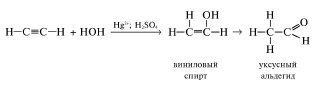 H–C≡C–H + HOH Hg²⁺; H₂SO₄ H–C=C–H OH H–C–C H H O H
виниловый спирт
уксусный альдегид